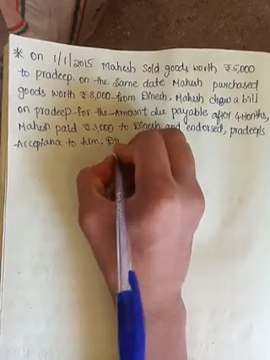 * On 1/1/2015 Mahesh Sold goods worth ₹5,000
to pradeep. on the Same date Mahesh purchased
goods worth ₹8,000 from Dinesh, Mahesh draws a bill
on pradeep for the Amount due payable after 4 months,
Mahesh paid ₹3,000 to Dinesh and endorsed, pradeep's
Acceptance to him.